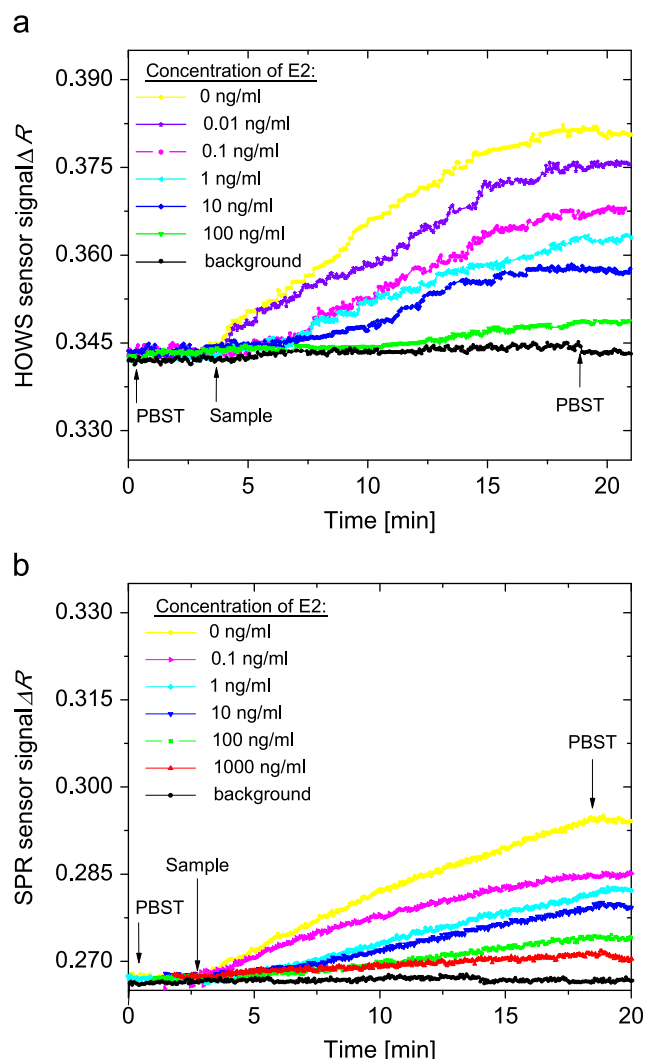 a
0.390
0.375
0.360
0.345
0.330
HOWS sensor signalΔR
Concentration of E2:
0 ng/ml
0.01 ng/ml
0.1 ng/ml
1 ng/ml
10 ng/ml
100 ng/ml
background
PBST
Sample
PBST
0
5
10
15
20
Time [min]
b
0.330
0.315
0.300
0.285
0.270
SPR sensor signalΔR
Concentration of E2:
0 ng/ml
0.1 ng/ml
1 ng/ml
10 ng/ml
100 ng/ml
1000 ng/ml
background
PBST
Sample
PBST
0
5
10
15
20
Time [min]